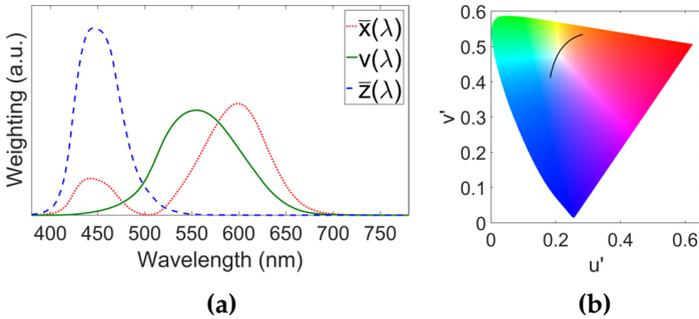 Weighting (a.u.)
x̅(λ)
v(λ)
z̅(λ)
400 450 500 550 600 650 700 750
Wavelength (nm)
(a)
v'
0.6
0.5
0.4
0.3
0.2
0.1
0
0 0.2 0.4 0.6
u'
(b)